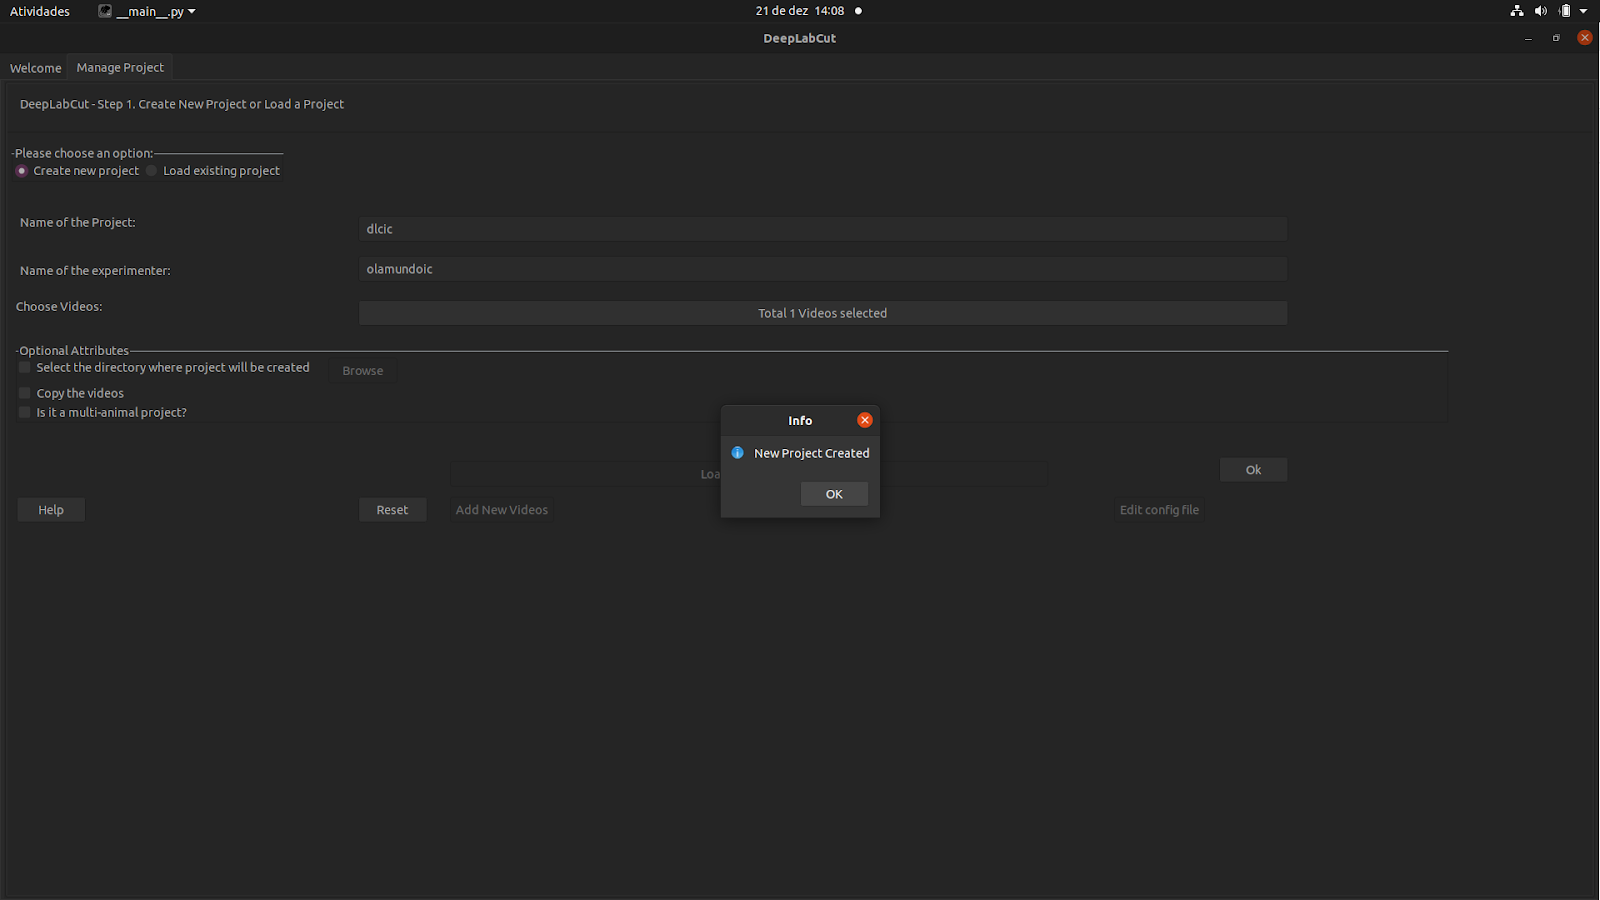 Atividades __main__.py 21 de dez 14:08
DeepLabCut
Welcome Manage Project
DeepLabCut - Step 1. Create New Project or Load a Project
Please choose an option:
Create new project Load existing project
Name of the Project: dlcic
Name of the experimenter: olamundoic
Choose Videos: Total 1 Videos selected
Optional Attributes
Select the directory where project will be created Browse
Copy the videos
Is it a multi-animal project?
Info
New Project Created
OK
Ok
Help Reset Add New Videos Edit config file